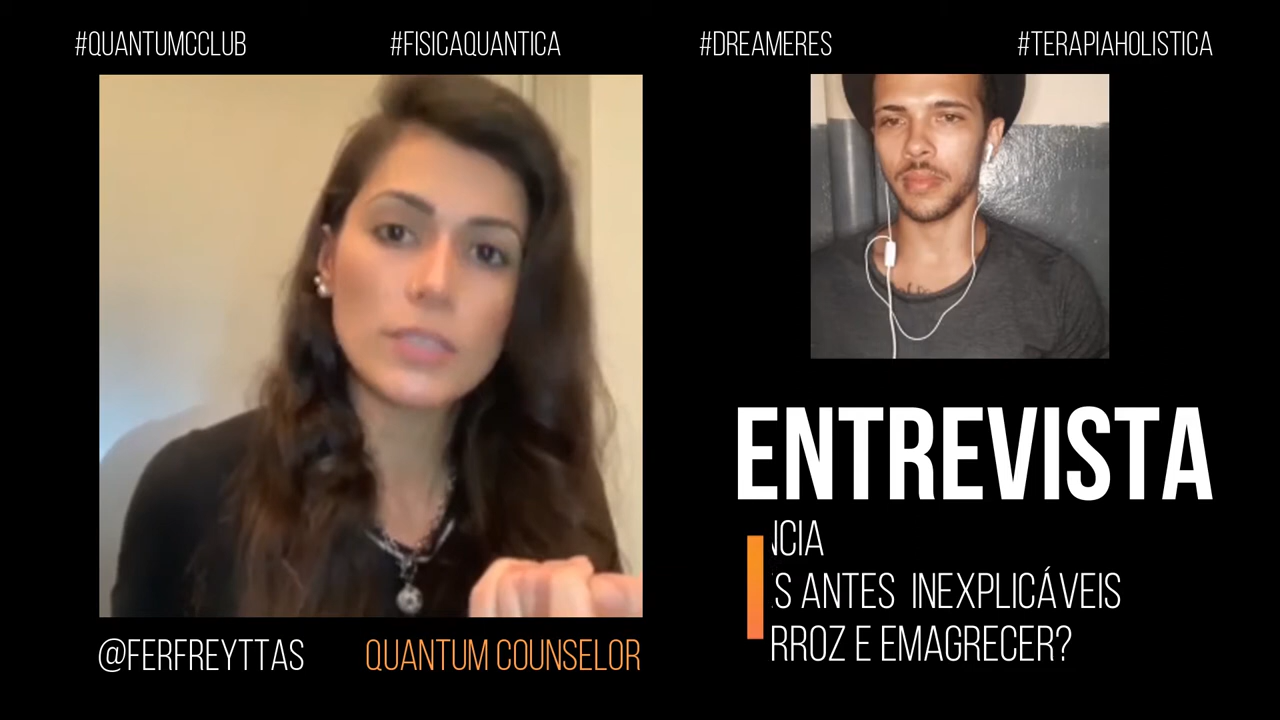 #QUANTUMCCLUB #FISICAQUANTICA #DREAMERES #TERAPIAHOLISTICA
ENTREVISTA
NCIA
S ANTES INEXPLICÁVEIS
RROZ E EMAGRECER?
@FERFREYTTAS QUANTUM COUNSELOR